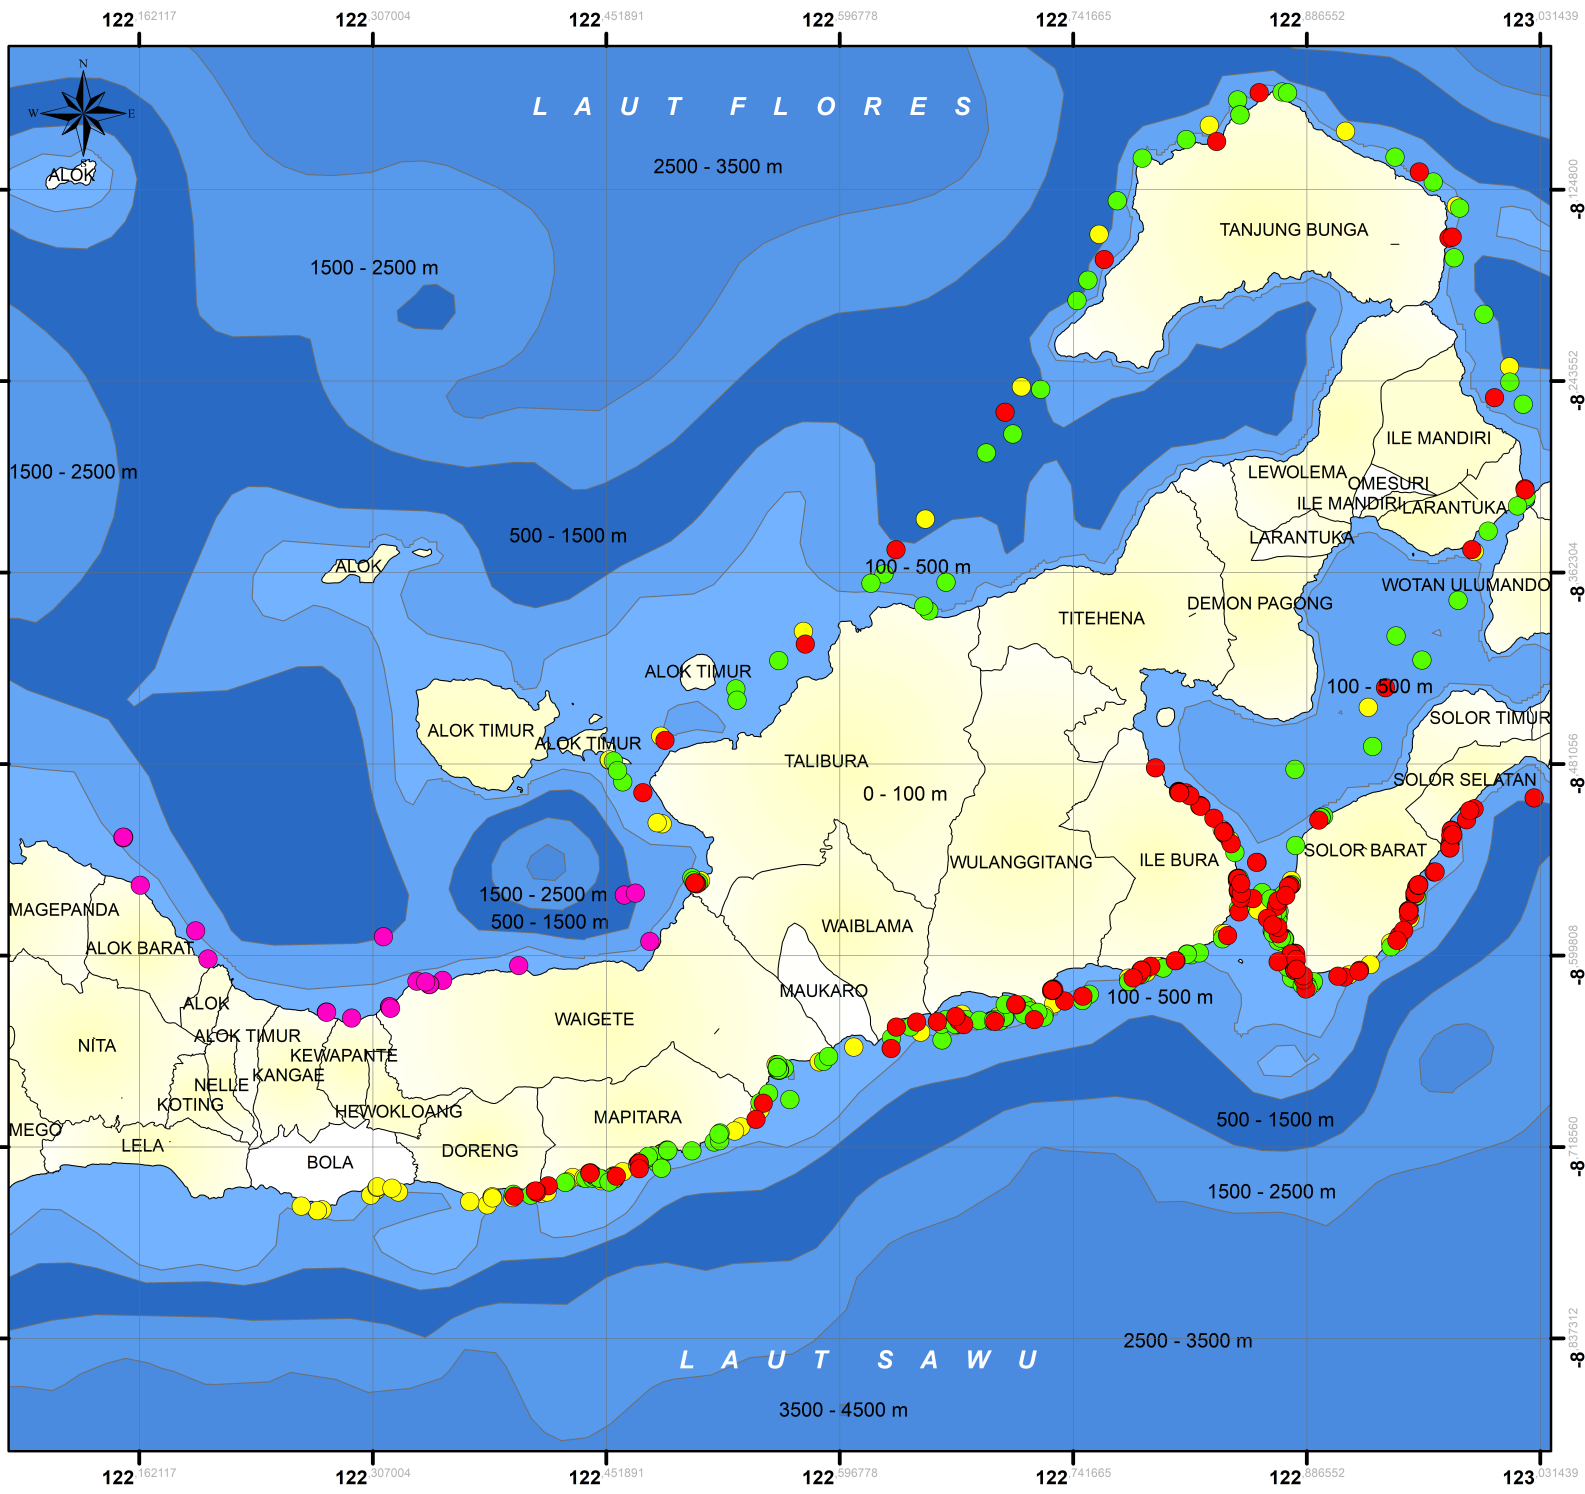 122.162117 122.307004 122.451891 122.596778 122.741665 122.886552 123.031439
N
W E
S
LAUT FLORES
2500 - 3500 m
ALOK
-8.124800
TANJUNG BUNGA
1500 - 2500 m
-8.243552
ILE MANDIRI
1500 - 2500 m
LEWOLEMA
OMESURI
ILE MANDIRI
LARANTUKA
500 - 1500 m
LARANTUKA
ALOK
100 - 500 m
-8.362304
WOTAN ULUMANDO
DEMON PAGONG
TITEHENA
ALOK TIMUR
100 - 500 m
SOLOR TIMUR
ALOK TIMUR
ALOK TIMUR
TALIBURA
-8.481056
SOLOR SELATAN
0 - 100 m
SOLOR BARAT
ILE BURA
WULANGGITANG
1500 - 2500 m
MAGEPANDA
500 - 1500 m
WAIBLAMA
ALOK BARAT
-8.599808
MAUKARO
100 - 500 m
ALOK
WAIGETE
ALOK TIMUR
NITA
KEWAPANTE
KANGAE
NELLE
KOTING
HEWOKLOANG
MAPITARA
500 - 1500 m
MEGO
LELA
-8.718560
DORENG
BOLA
1500 - 2500 m
-8.837312
2500 - 3500 m
LAUT SAWU
3500 - 4500 m
122.162117 122.307004 122.451891 122.596778 122.741665 122.886552 123.031439